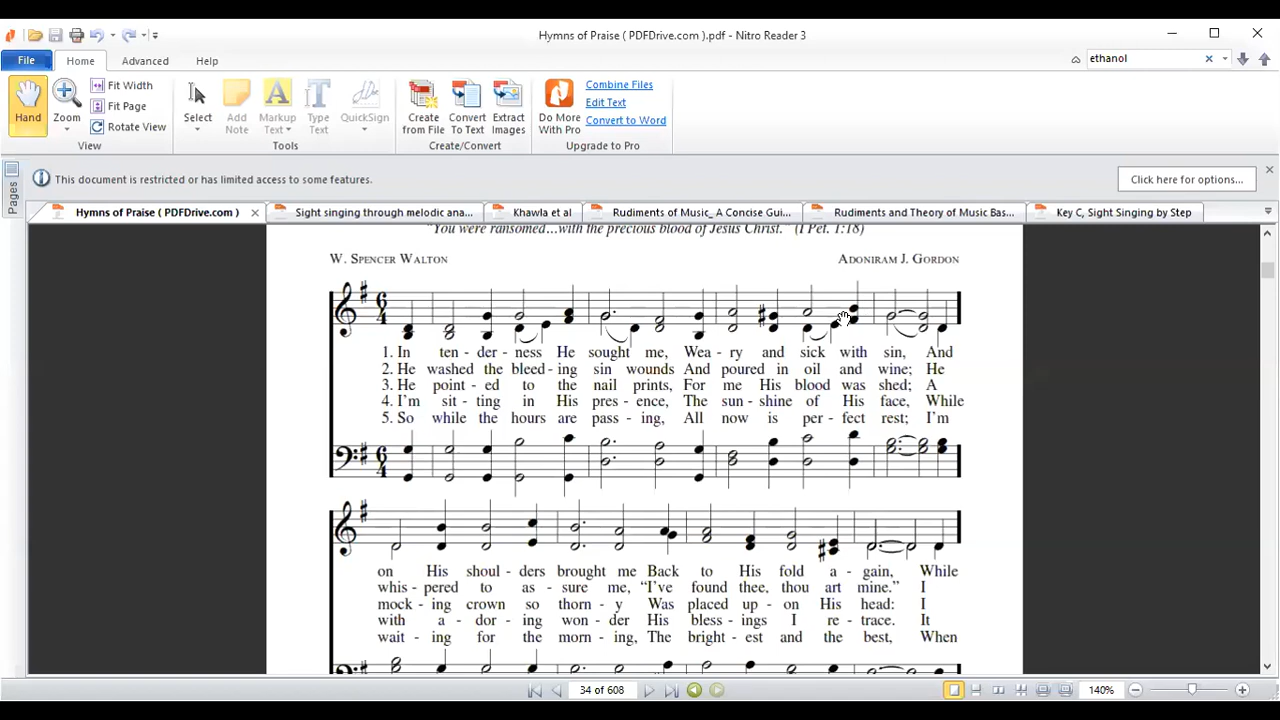 Hymns of Praise ( PDFDrive.com ).pdf - Nitro Reader 3
File Home Advanced Help
ethanol
Hand
Zoom
Fit Width
Fit Page
Rotate View
View
Select
Add Note
Markup Text
Type Text
QuickSign
Tools
Create from File
Convert To Text
Extract Images
Create/Convert
Do More With Pro
Combine Files
Edit Text
Convert to Word
Upgrade to Pro
This document is restricted or has limited access to some features.
Click here for options...
Pages
Hymns of Praise ( PDFDrive.com )
Sight singing through melodic ana...
Khawla et al
Rudiments of Music_ A Concise Gui...
Rudiments and Theory of Music Bas...
Key C, Sight Singing by Step
"You were ransomed…with the precious blood of Jesus Christ." (I Pet. 1:18)
W. Spencer Walton
Adoniram J. Gordon
6
4
1. In ten - der - ness He sought me, Wea - ry and sick with sin, And
2. He washed the bleed - ing sin wounds And poured in oil and wine; He
3. He point - ed to the nail prints, For me His blood was shed; A
4. I'm sit - ting in His pres - ence, The sun - shine of His face, While
5. So while the hours are pass - ing, All now is per - fect rest; I'm
6
4
on His shoul - ders brought me Back to His fold a - gain, While
whis - pered to as - sure me, "I've found thee, thou art mine." I
mock - ing crown so thorn - y Was placed up - on His head: I
with a - dor - ing won - der His bless - ings I re - trace. It
wait - ing for the morn - ing, The bright - est and the best, When
34 of 608
140%